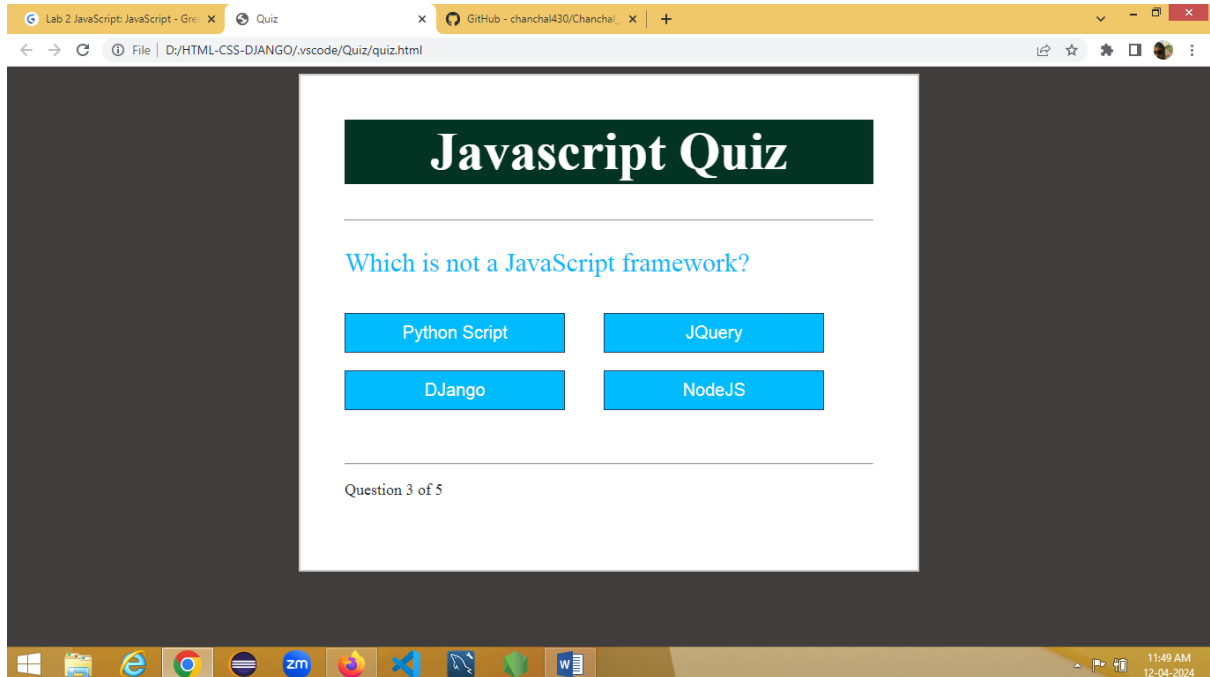 Lab 2 JavaScript: JavaScript - Gre
Quiz
GitHub - chanchal430/Chanchal_
File | D:/HTML-CSS-DJANGO/.vscode/Quiz/quiz.html
Javascript Quiz
Which is not a JavaScript framework?
Python Script
JQuery
DJango
NodeJS
Question 3 of 5
zm
W
11:49 AM
12-04-2024